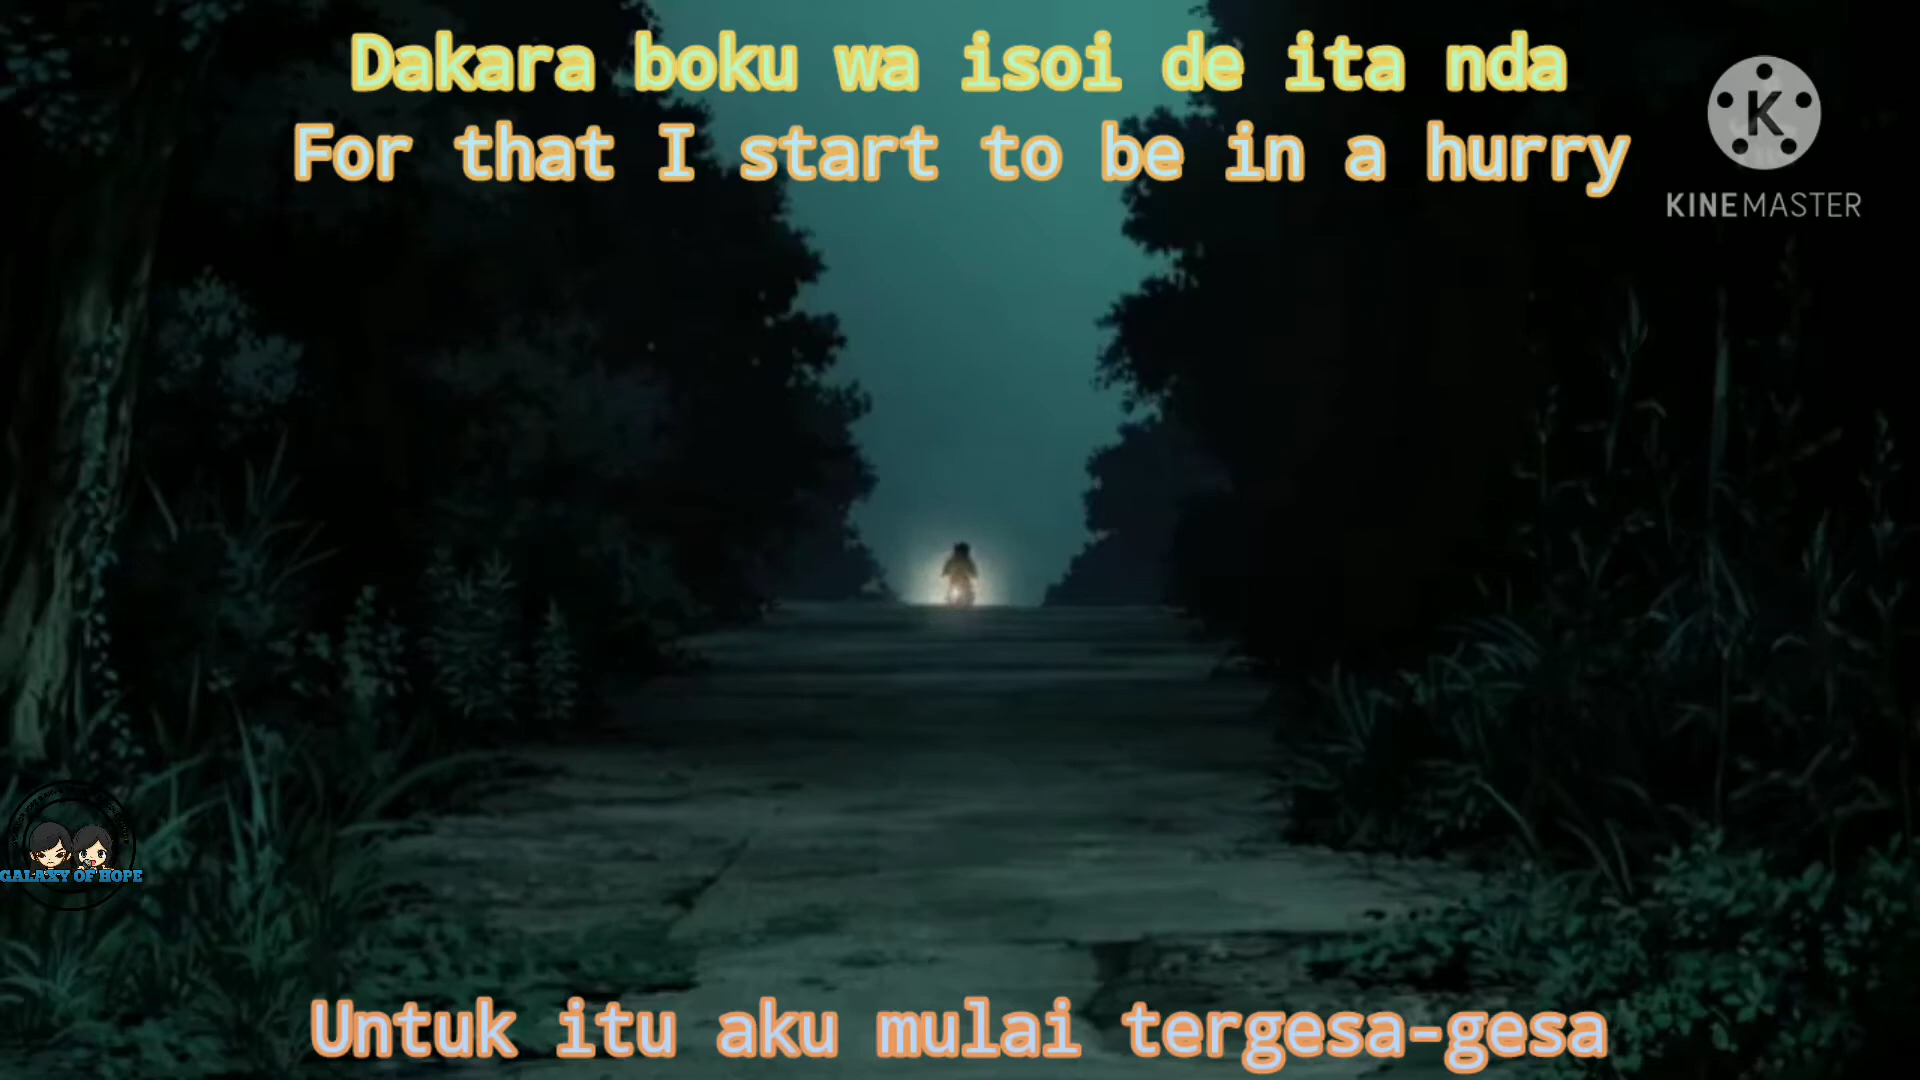 Dakara boku wa isoi de ita nda
For that I start to be in a hurry
K
KINEMASTER
GALAXY OF HOPE
Untuk itu aku mulai tergesa-gesa